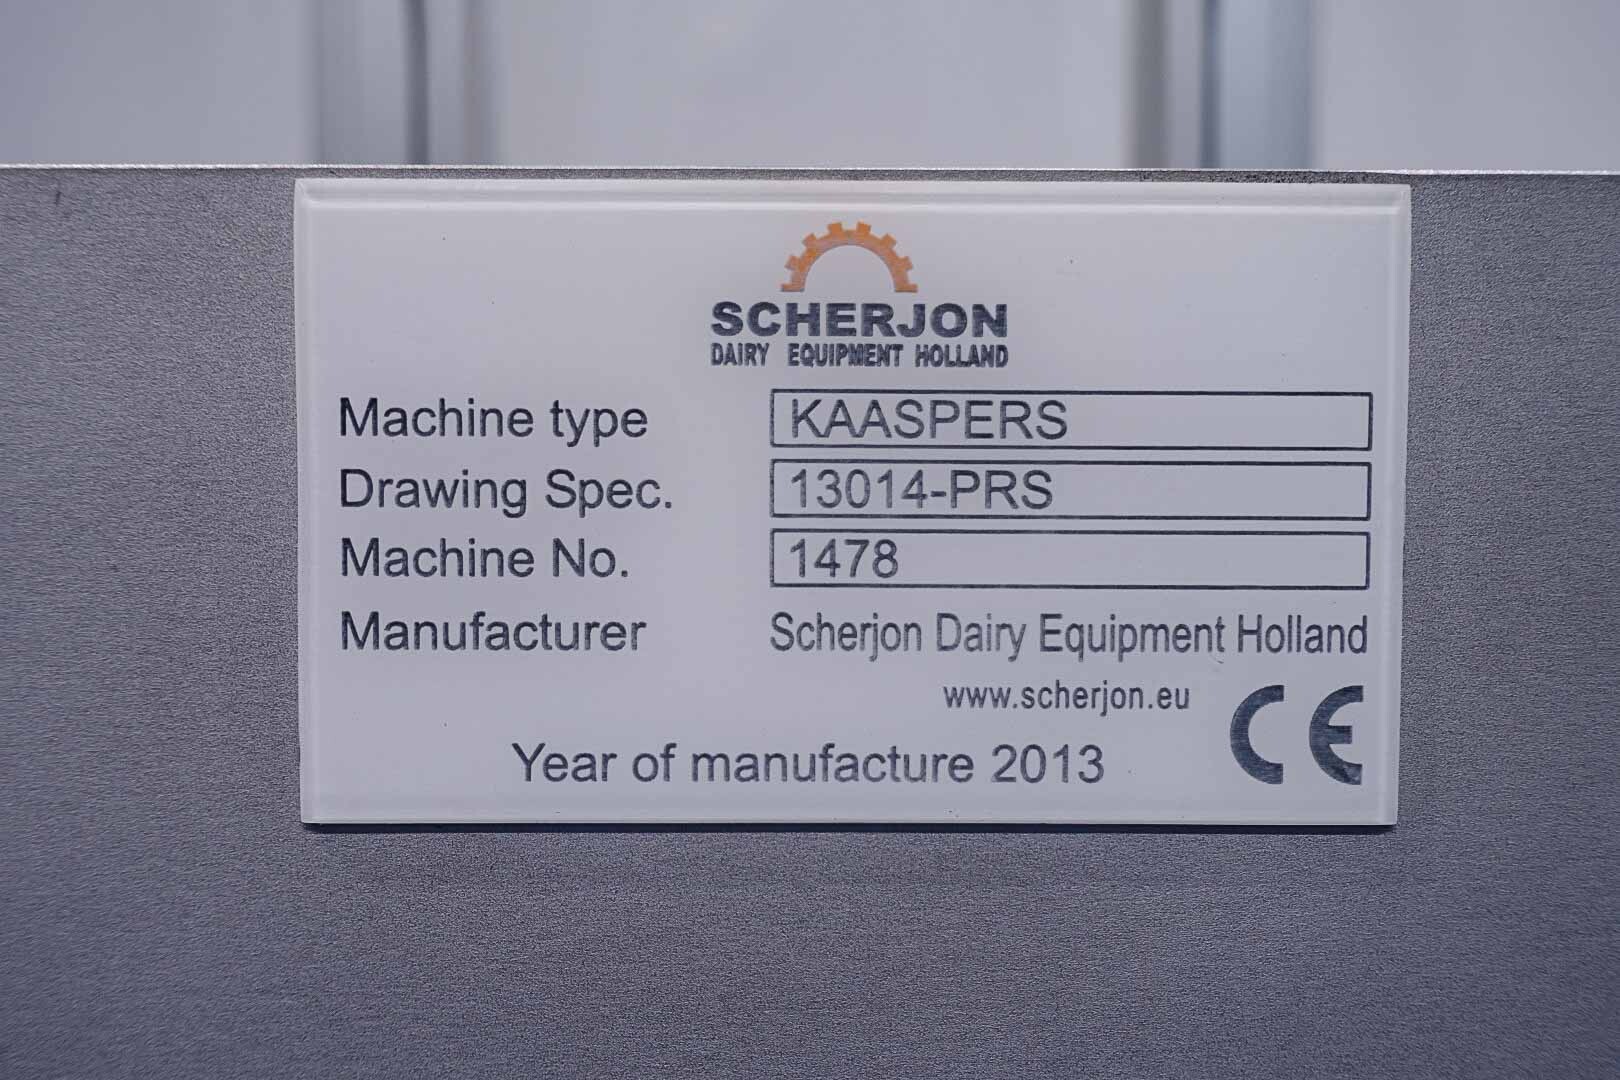 SCHERJON
DAIRY EQUIPMENT HOLLAND
Machine type KAASPERS
Drawing Spec. 13014-PRS
Machine No. 1478
Manufacturer Scherjon Dairy Equipment Holland
www.scherjon.eu
CE
Year of manufacture 2013